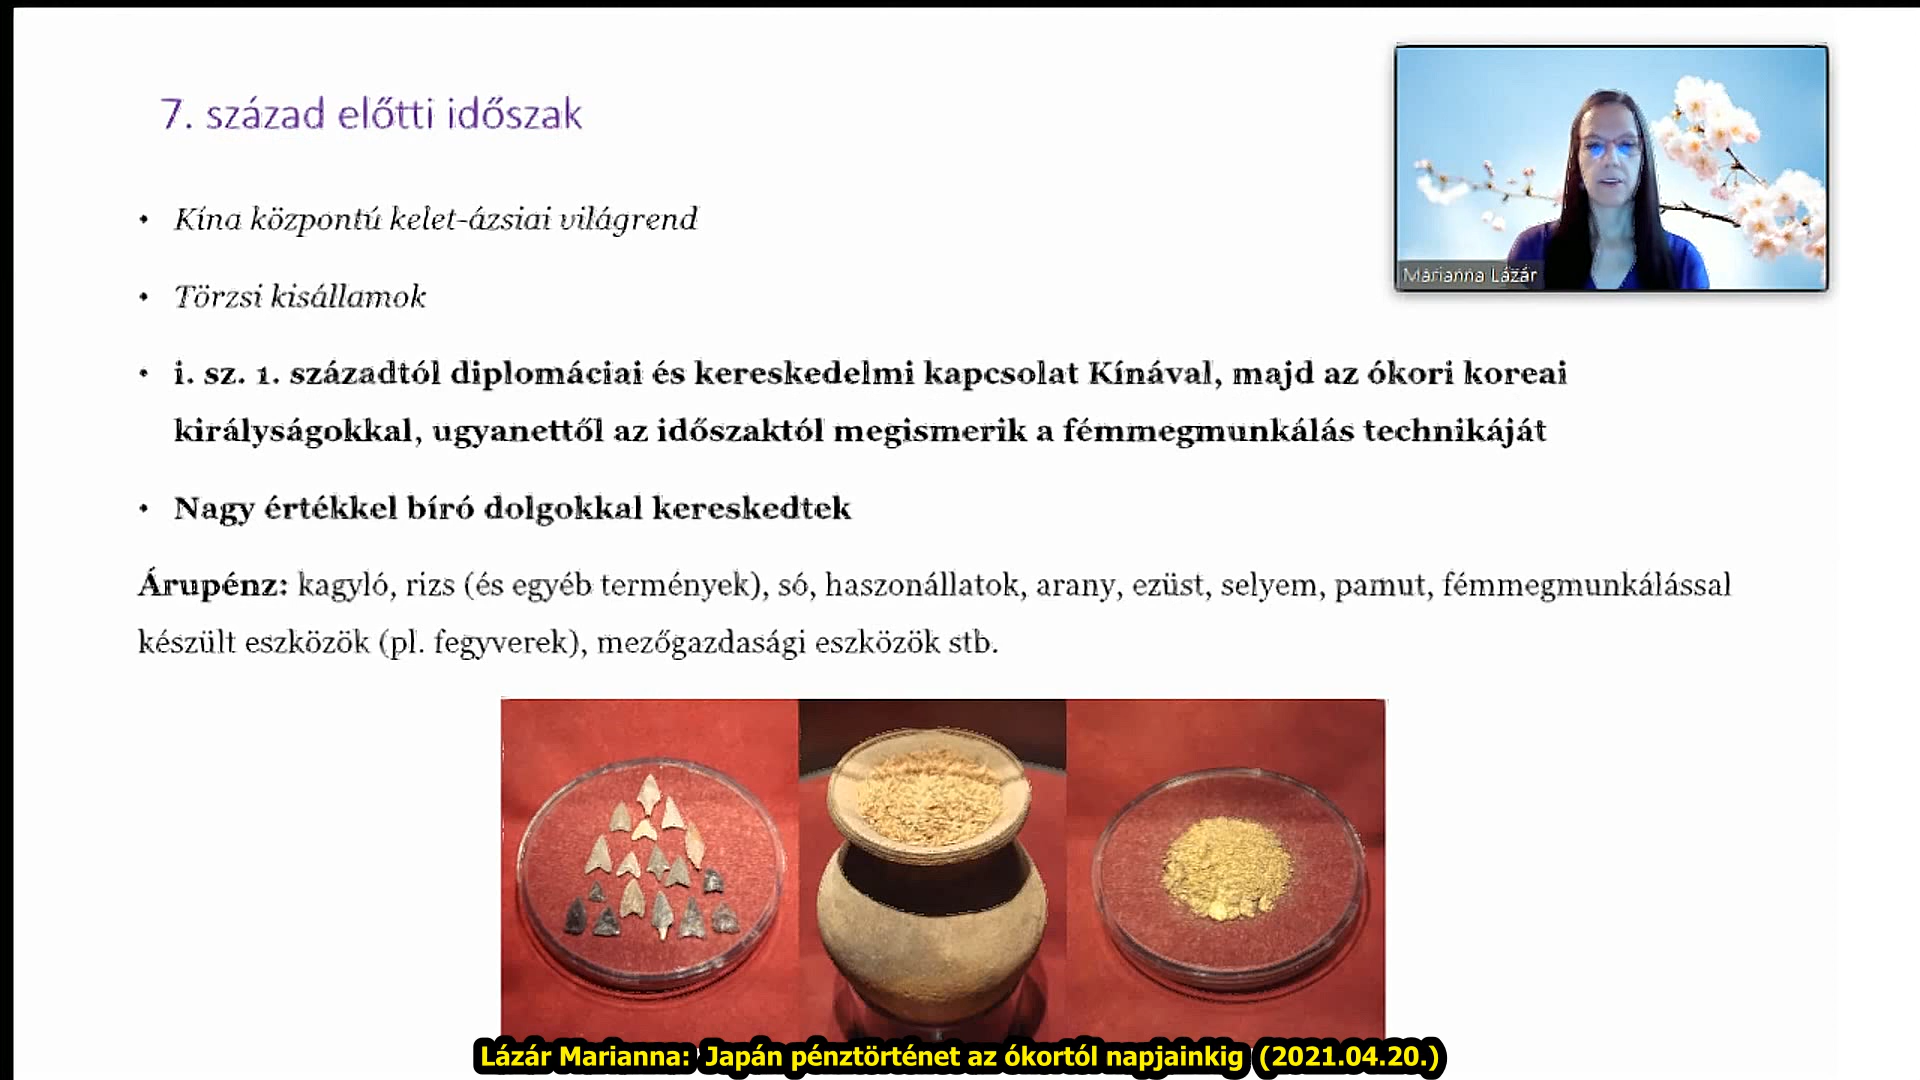 7. század előtti időszak
Marianna Lázár
• Kína központú kelet-ázsiai világrend
• Törzsi kisállamok
• i. sz. 1. századtól diplomáciai és kereskedelmi kapcsolat Kínával, majd az ókori koreai
királyságokkal, ugyanettől az időszaktól megismerik a fémmegmunkálás technikáját
• Nagy értékkel bíró dolgokkal kereskedtek
Árupénz: kagyló, rizs (és egyéb termények), só, haszonállatok, arany, ezüst, selyem, pamut, fémmegmunkálással
készült eszközök (pl. fegyverek), mezőgazdasági eszközök stb.
Lázár Marianna: Japán pénztörténet az ókortól napjainkig (2021.04.20.)